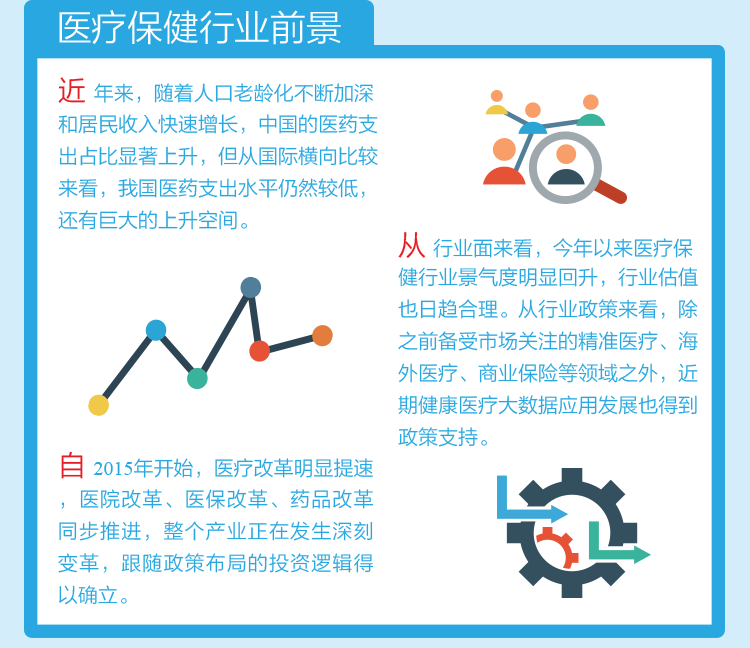 医疗保健行业前景
近 年来，随着人口老龄化不断加深
和居民收入快速增长，中国的医药支
出占比显著上升，但从国际横向比较
来看，我国医药支出水平仍然较低，
还有巨大的上升空间。
从 行业面来看，今年以来医疗保
健行业景气度明显回升，行业估值
也日趋合理。从行业政策来看，除
之前备受市场关注的精准医疗、海
外医疗、商业保险等领域之外，近
期健康医疗大数据应用发展也得到
政策支持。
自 2015年开始，医疗改革明显提速
，医院改革、医保改革、药品改革
同步推进，整个产业正在发生深刻
变革，跟随政策布局的投资逻辑得
以确立。